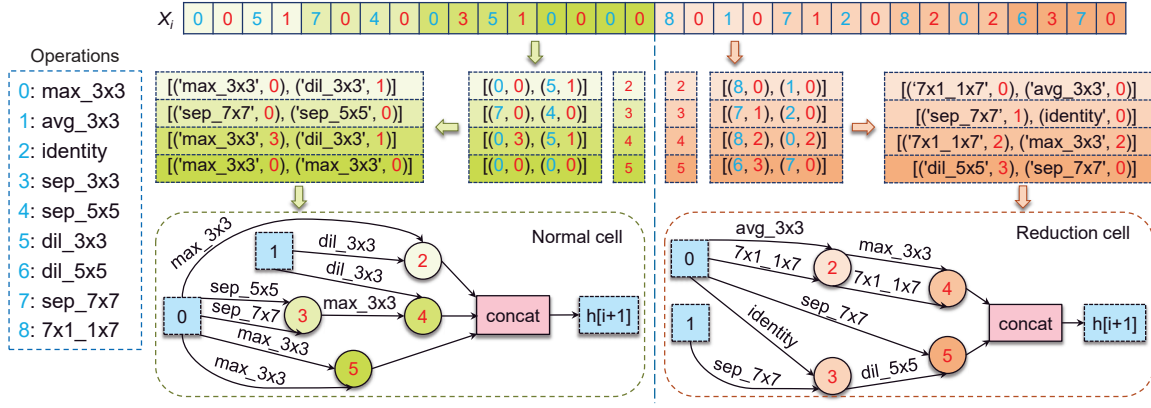 X_i 0 0 5 1 7 0 4 0 0 3 5 1 0 0 0 0 8 0 1 0 7 1 2 0 8 2 0 2 6 3 7 0
Operations
0: max_3x3
1: avg_3x3
2: identity
3: sep_3x3
4: sep_5x5
5: dil_3x3
6: dil_5x5
7: sep_7x7
8: 7x1_1x7
[('max_3x3', 0), ('dil_3x3', 1)]
[('sep_7x7', 0), ('sep_5x5', 0)]
[('max_3x3', 3), ('dil_3x3', 1)]
[('max_3x3', 0), ('max_3x3', 0)]
[(0, 0), (5, 1)]
[(7, 0), (4, 0)]
[(0, 3), (5, 1)]
[(0, 0), (0, 0)]
2
3
4
5
2
3
4
5
[(8, 0), (1, 0)]
[(7, 1), (2, 0)]
[(8, 2), (0, 2)]
[(6, 3), (7, 0)]
[('7x1_1x7', 0), ('avg_3x3', 0)]
[('sep_7x7', 1), (identity', 0)]
[('7x1_1x7', 2), ('max_3x3', 2)]
[('dil_5x5', 3), ('sep_7x7', 0)]
Normal cell
max_3x3
1
dil_3x3
2
dil_3x3
0
sep_5x5
sep_7x7
3
max_3x3
4
concat
h[i+1]
max_3x3
max_3x3
5
Reduction cell
avg_3x3
0
7x1_1x7
2
max_3x3
7x1_1x7
4
1
identity
sep_7x7
concat
h[i+1]
5
sep_7x7
3
dil_5x5